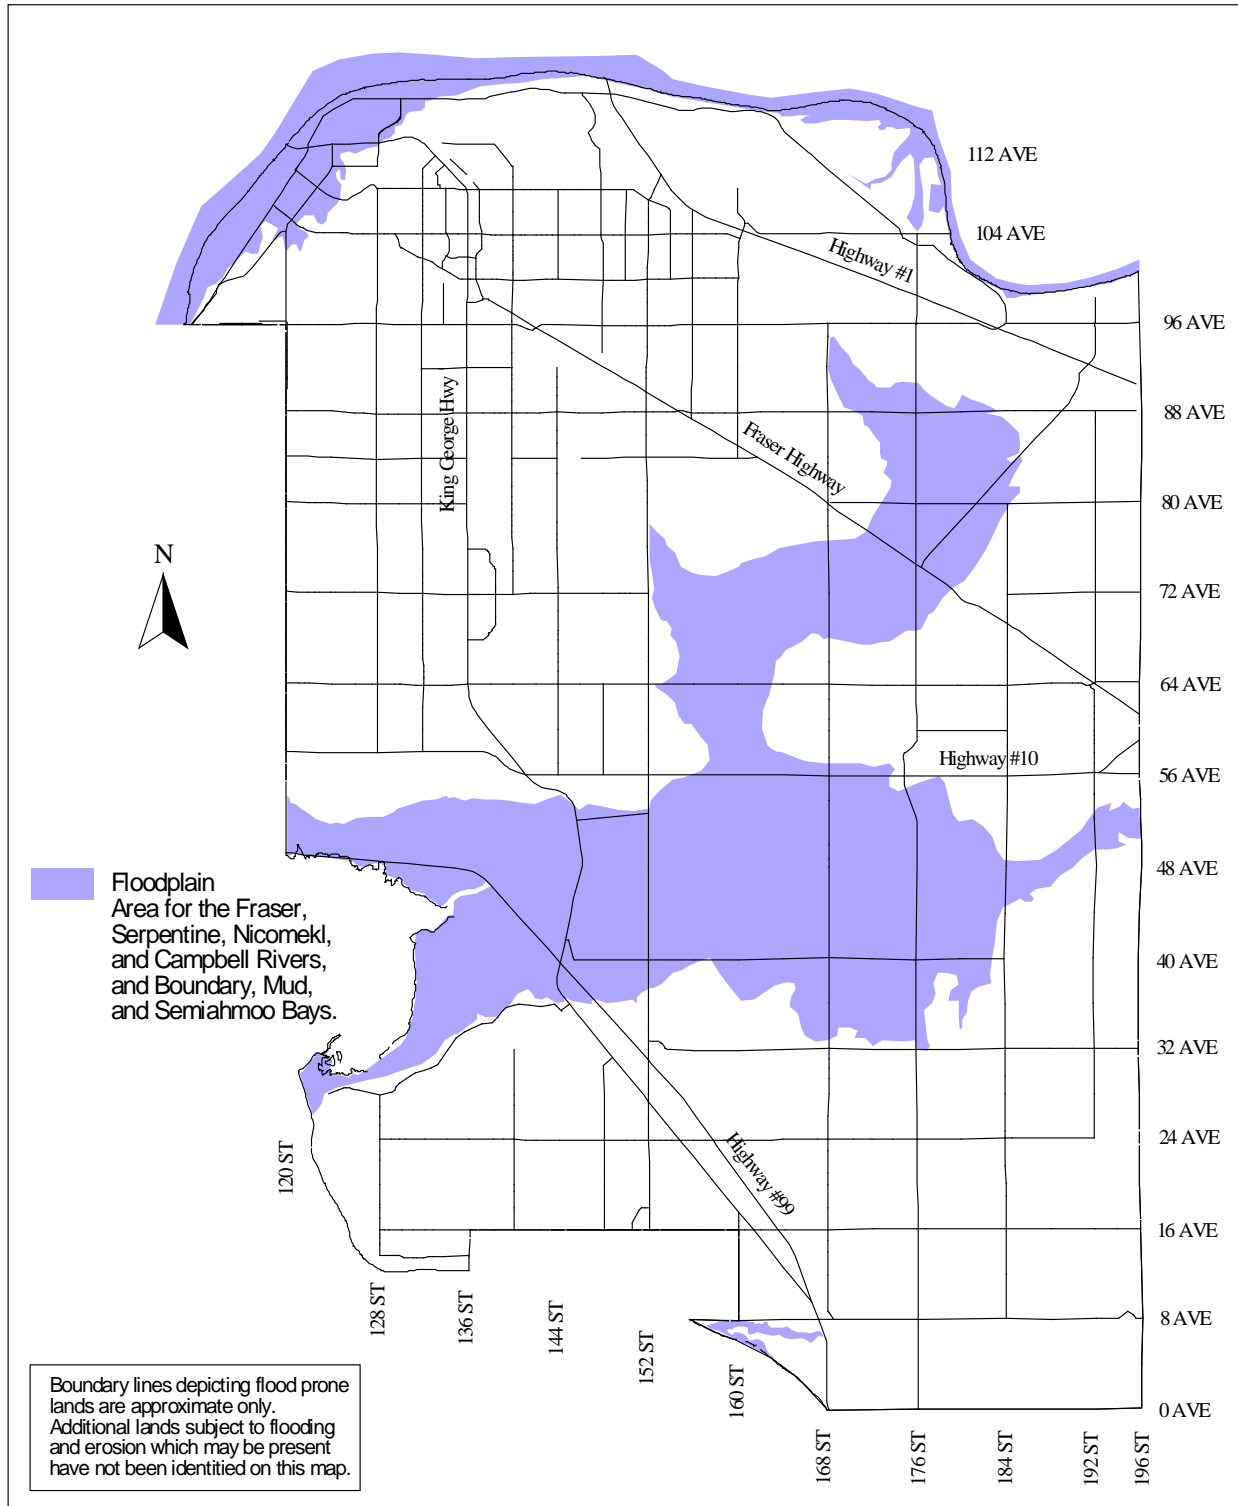 112 AVE
104 AVE
Highway #1
96 AVE
King George Hwy
88 AVE
Fraser Highway
80 AVE
N
72 AVE
64 AVE
Highway #10
56 AVE
48 AVE
Floodplain
Area for the Fraser,
Serpentine, Nicomekl,
and Campbell Rivers,
and Boundary, Mud,
and Semiahmoo Bays.
40 AVE
32 AVE
24 AVE
120 ST
Highway #99
16 AVE
128 ST
136 ST
144 ST
152 ST
160 ST
8 AVE
0 AVE
168 ST
176 ST
184 ST
192 ST
196 ST
Boundary lines depicting flood prone
lands are approximate only.
Additional lands subject to flooding
and erosion which may be present
have not been identitied on this map.